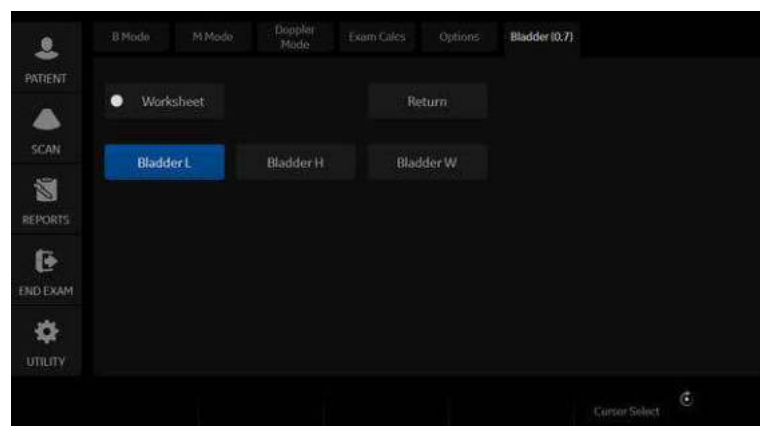 B Mode
M Mode
Doppler
Mode
Exam Calcs
Options
Bladder (0.7)
PATIENT
Worksheet
Return
SCAN
Bladder L
Bladder H
Bladder W
REPORTS
END EXAM
UTILITY
Cursor Select